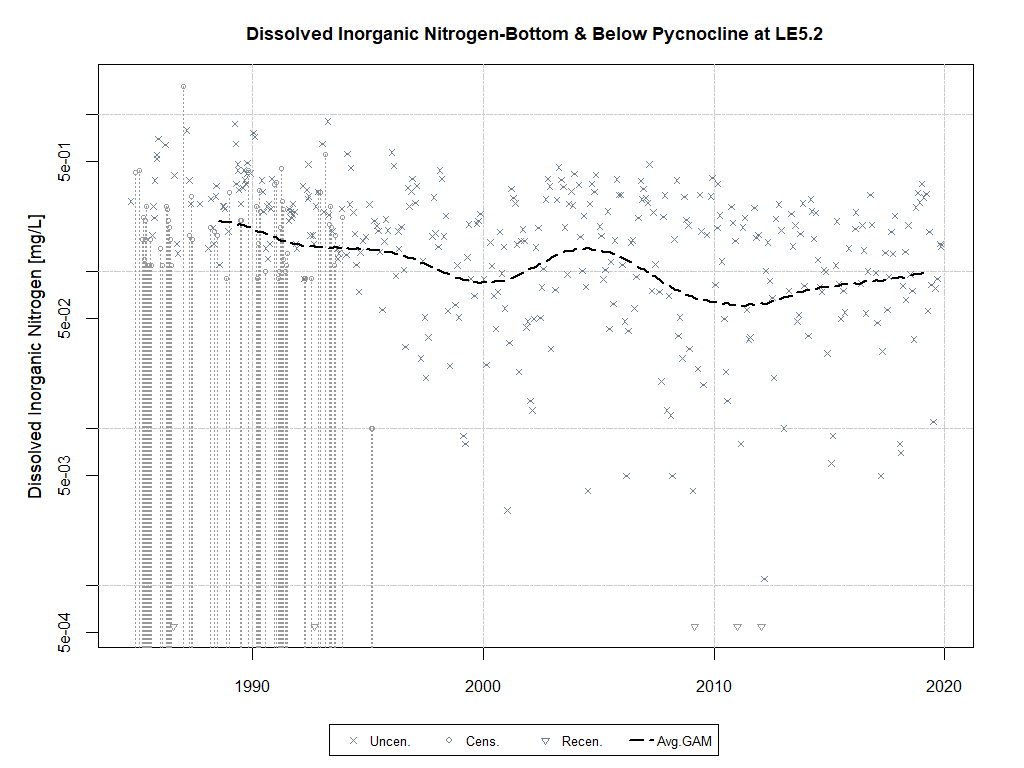 Dissolved Inorganic Nitrogen-Bottom & Below Pycnocline at LE5.2
Dissolved Inorganic Nitrogen [mg/L]
5e-01
5e-02
5e-03
5e-04
1990 2000 2010 2020
Uncen. Cens. Recen. Avg.GAM